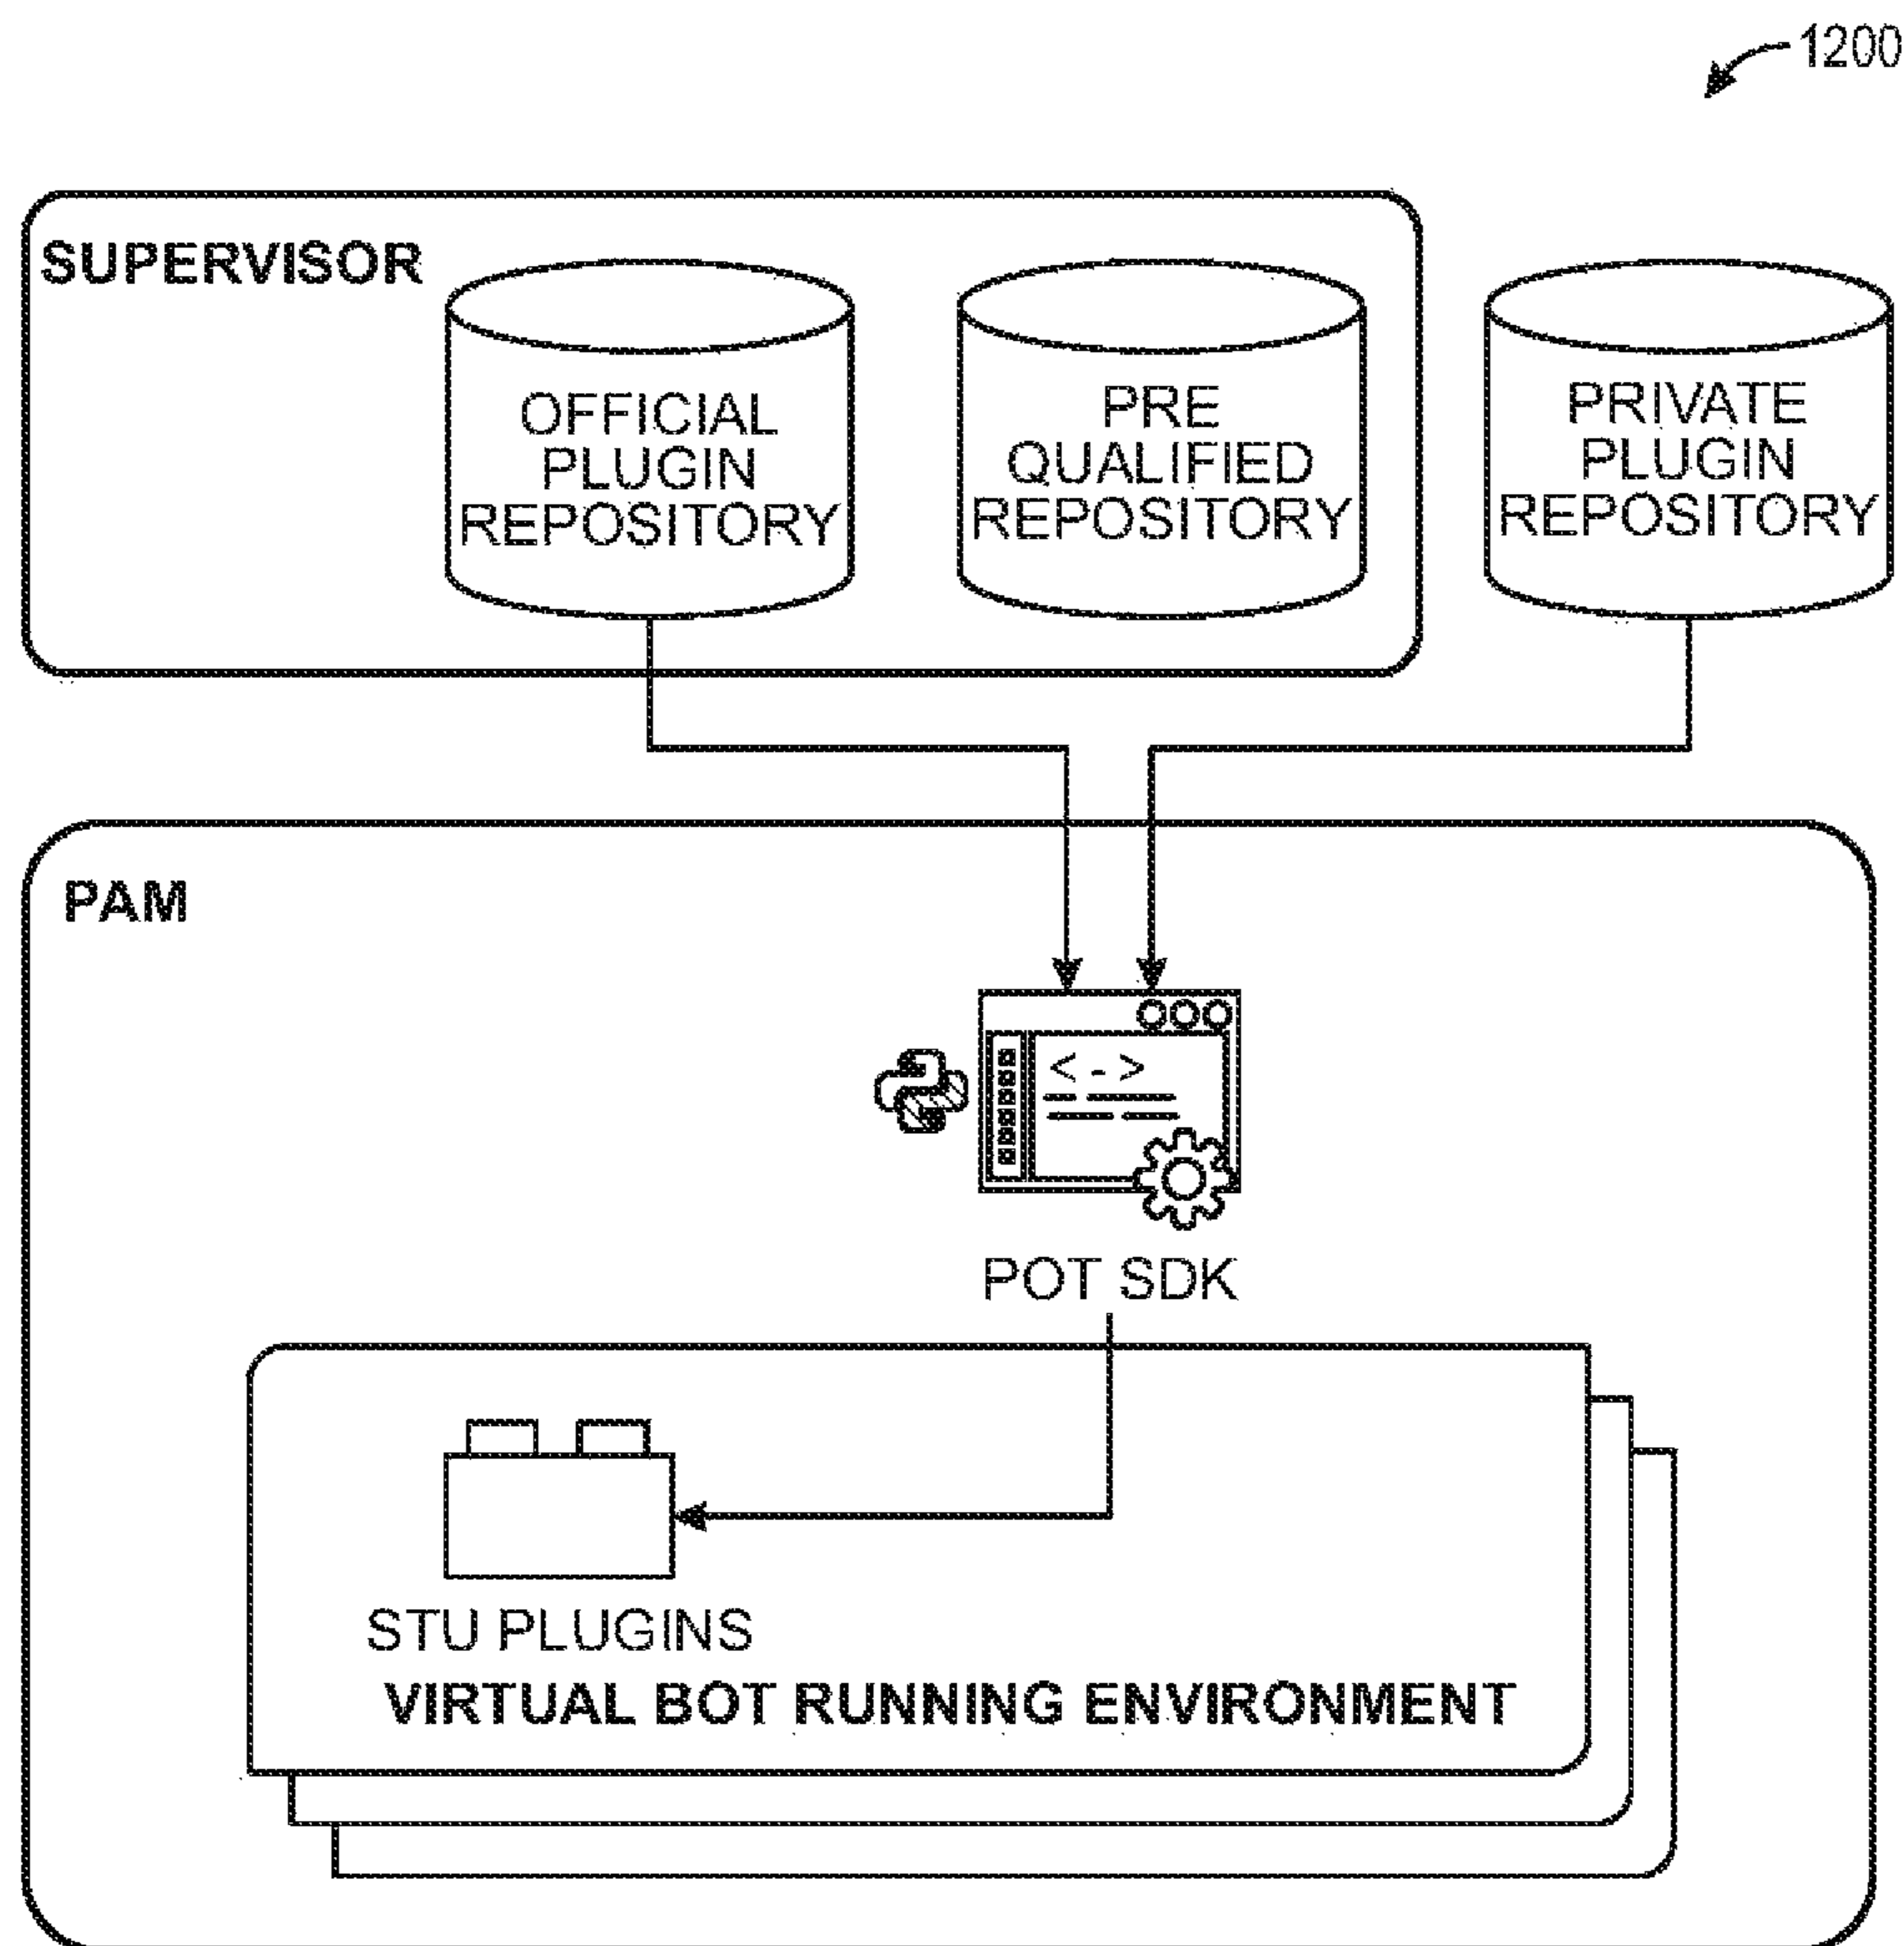 1200
SUPERVISOR
OFFICIAL
PLUGIN
REPOSITORY
PRE
QUALIFIED
REPOSITORY
PRIVATE
PLUGIN
REPOSITORY
PAM
< - >
POT SDK
STU PLUGINS
VIRTUAL BOT RUNNING ENVIRONMENT